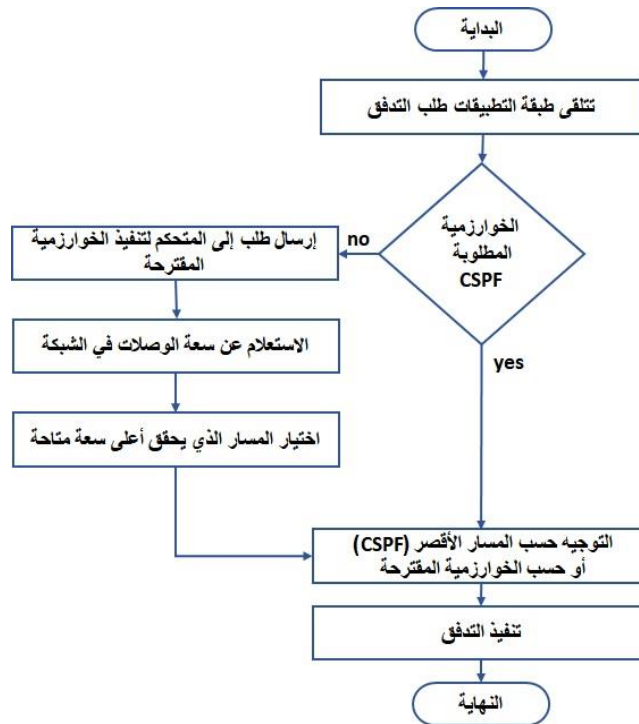 البداية
تتلقى طبقة التطبيقات طلب التدفق
الخوارزمية
المطلوبة
CSPF
no
إرسال طلب إلى المتحكم لتنفيذ الخوارزمية
المقترحة
الاستعلام عن سعة الوصلات في الشبكة
yes
اختيار المسار الذي يحقق أعلى سعة متاحة
التوجيه حسب المسار الأقصر (CSPF)
أو حسب الخوارزمية المقترحة
تنفيذ التدفق
النهاية